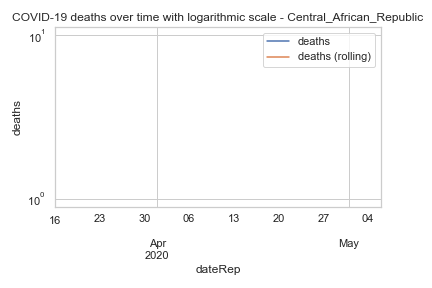 COVID-19 deaths over time with logarithmic scale - Central_African_Republic
10¹
deaths
deaths (rolling)
deaths
10⁰
16 23 30 06 13 20 27 04
Apr May
2020
dateRep